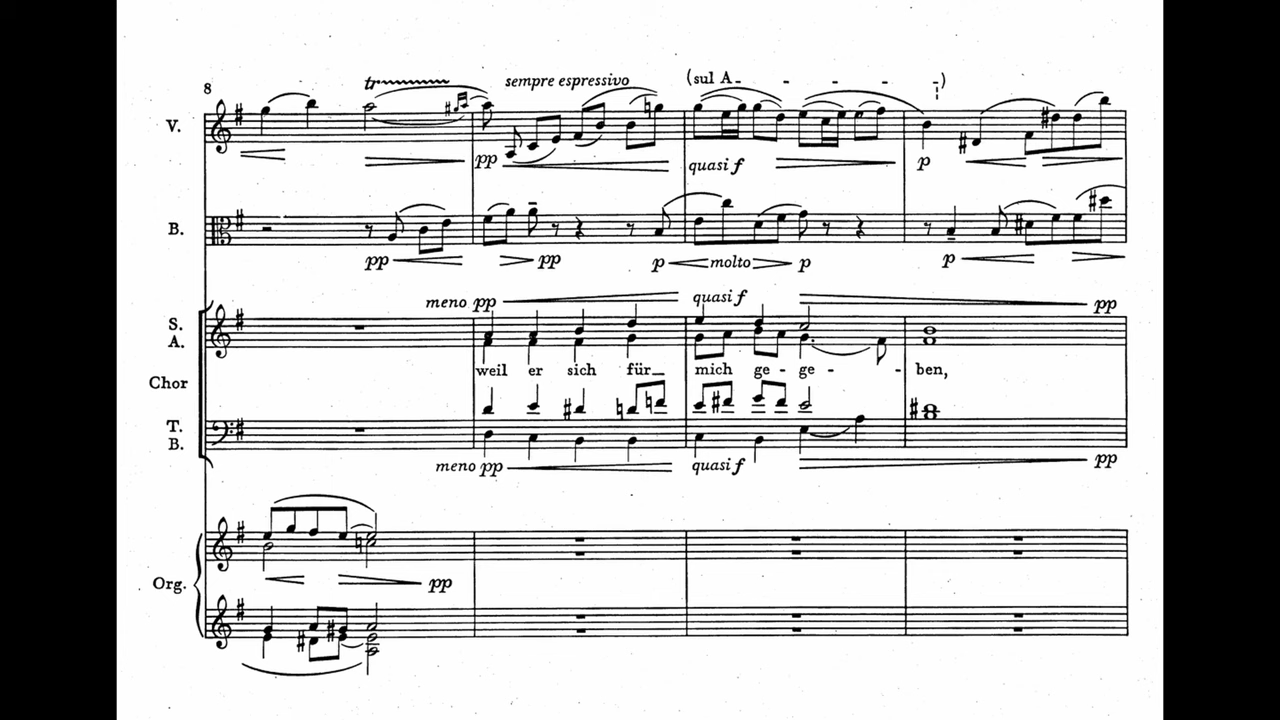 8
tr
sempre espressivo
(sul A - - - - -)
V.
pp
quasi f
p
B.
pp
pp
p molto p
p
meno pp
quasi f
pp
S.
A.
weil er sich für_ mich ge - ge - - ben,
Chor
T.
B.
meno pp
quasi f
pp
Org.
pp